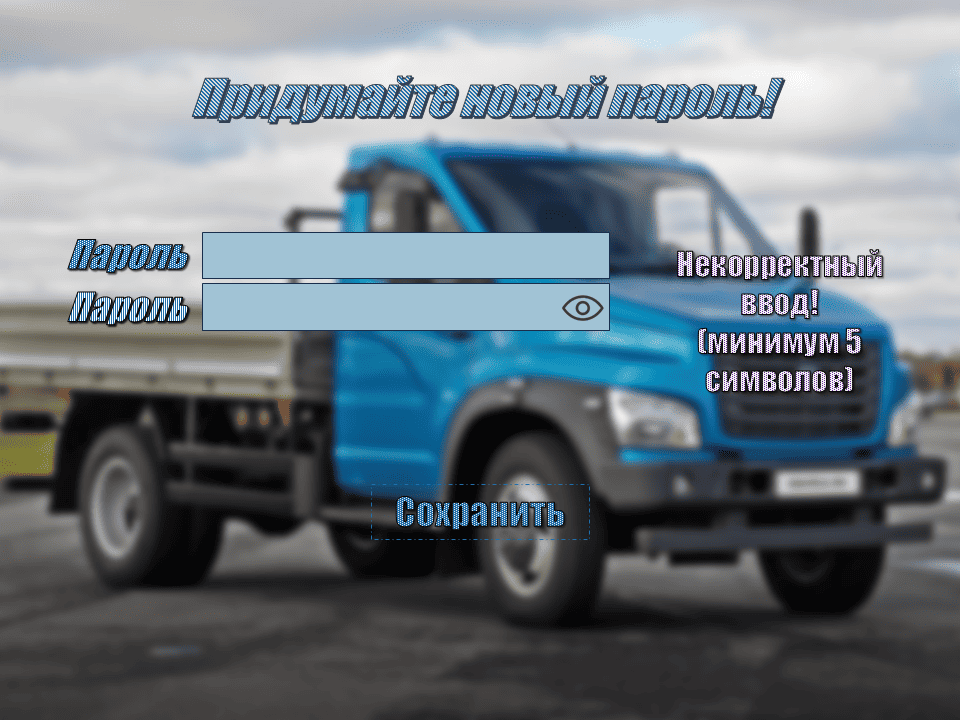 Придумайте новый пароль!
Пароль
Пароль
Некорректный
ввод!
(минимум 5
символов)
Сохранить